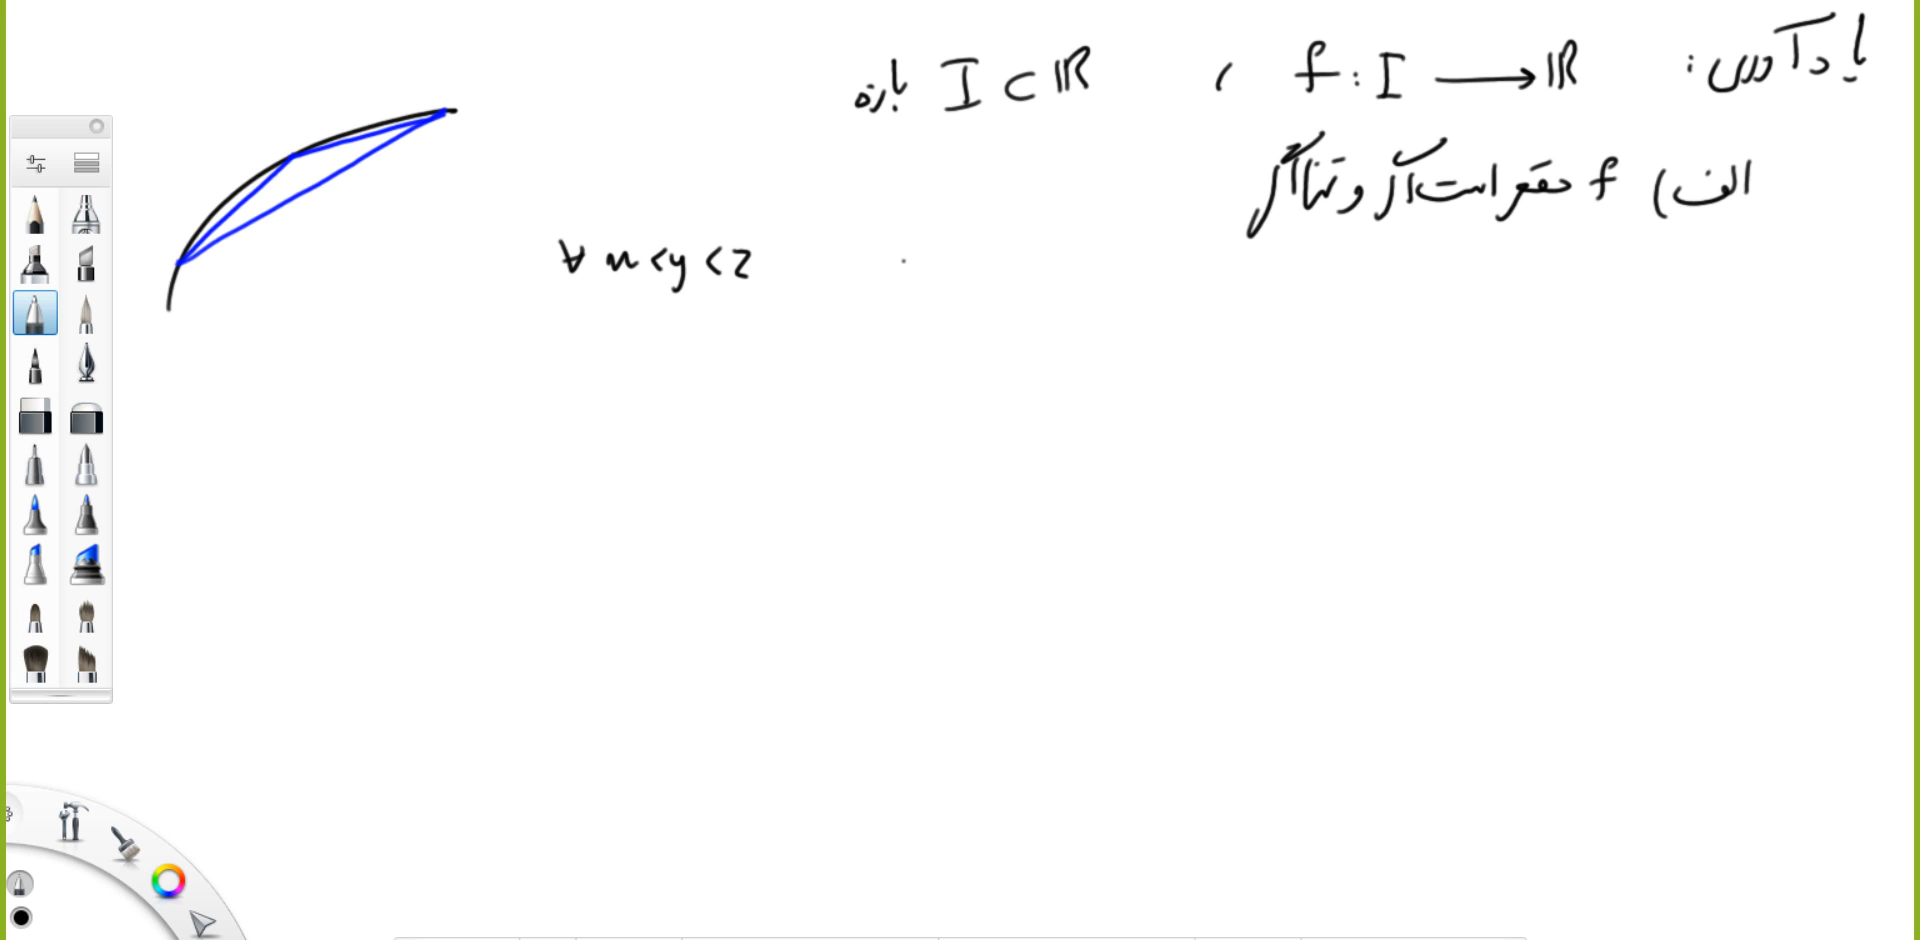 یادآوری: f: I ⟶ ℝ ، I ⊂ ℝ بازه
الف) f مقعر است اگر و تنها اگر
∀ x < y < z